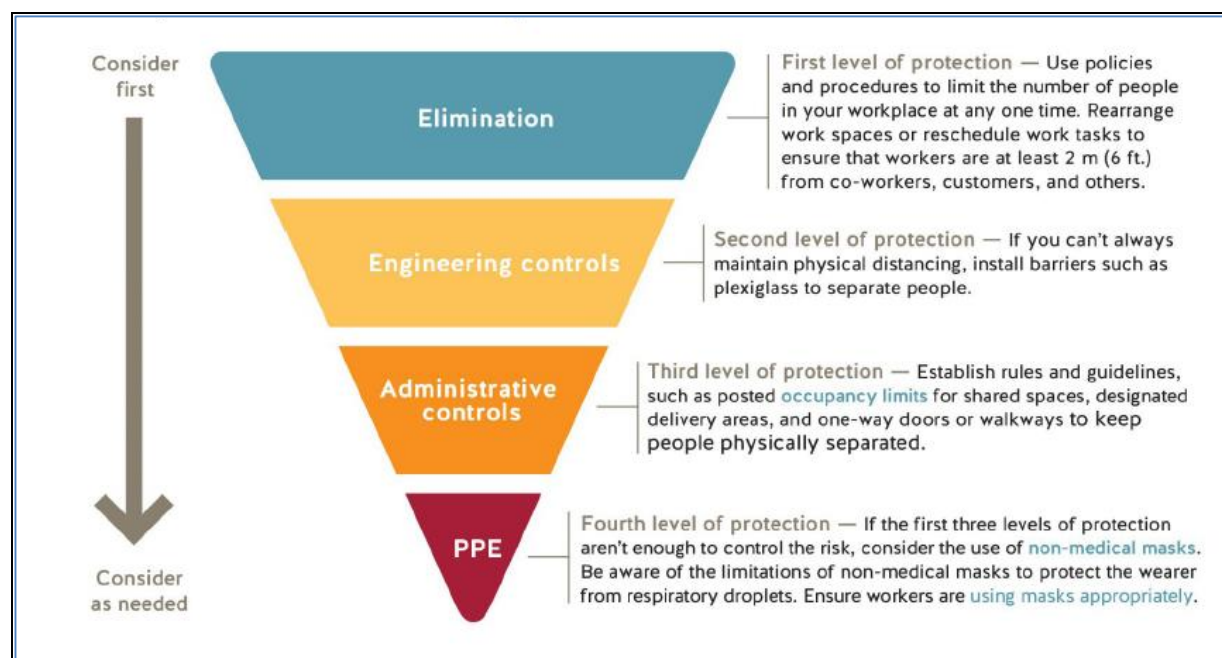 Consider
first
Elimination
First level of protection — Use policies
and procedures to limit the number of people
in your workplace at any one time. Rearrange
work spaces or reschedule work tasks to
ensure that workers are at least 2 m (6 ft.)
from co-workers, customers, and others.
Engineering controls
Second level of protection — If you can't always
maintain physical distancing, install barriers such as
plexiglass to separate people.
Administrative
controls
Third level of protection — Establish rules and guidelines,
such as posted occupancy limits for shared spaces, designated
delivery areas, and one-way doors or walkways to keep
people physically separated.
PPE
Fourth level of protection — If the first three levels of protection
aren't enough to control the risk, consider the use of non-medical masks.
Be aware of the limitations of non-medical masks to protect the wearer
from respiratory droplets. Ensure workers are using masks appropriately.
Consider
as needed